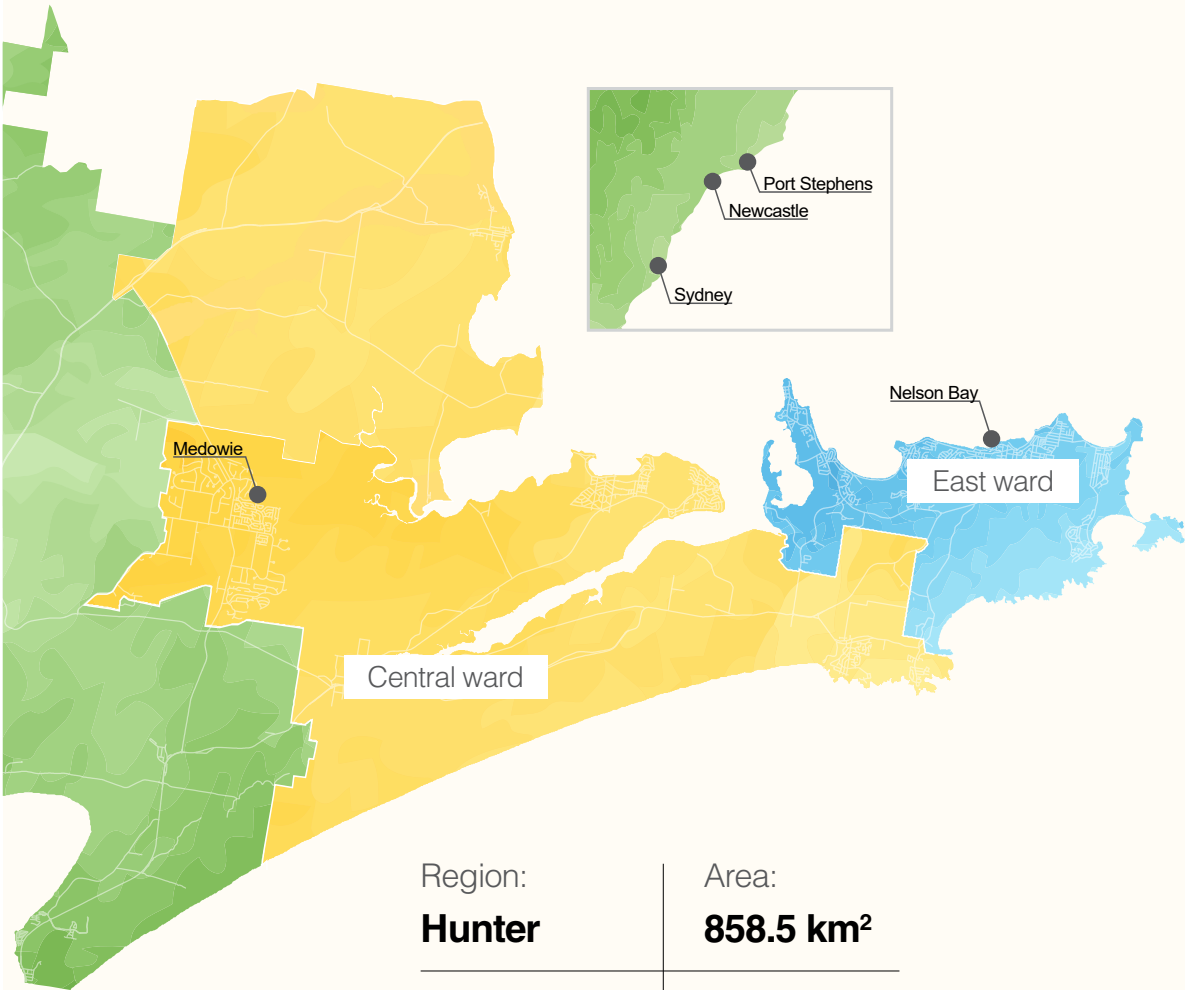 Port Stephens
Newcastle
Sydney
Nelson Bay
East ward
Medowie
Central ward
Region:
Hunter
Area:
858.5 km²